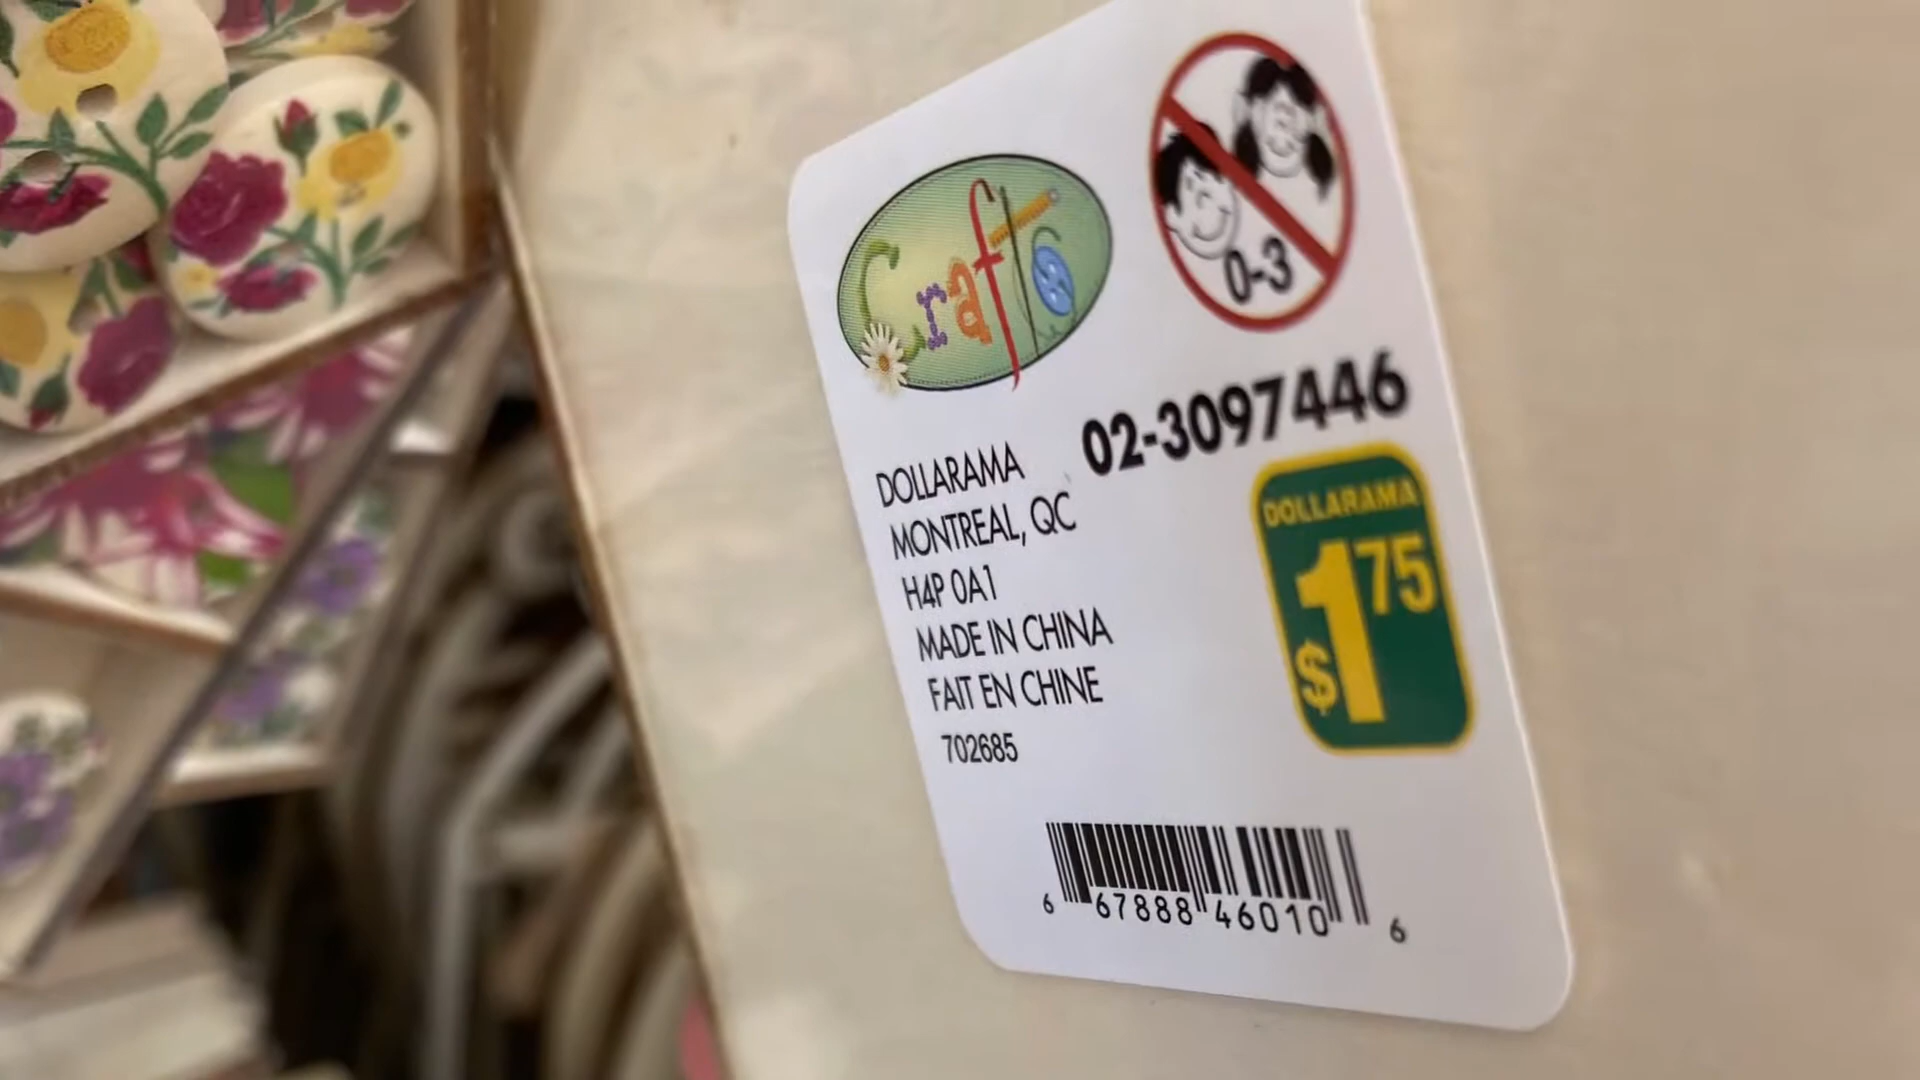 Crafts
0-3
02-3097446
DOLLARAMA
MONTREAL, QC
H4P 0A1
MADE IN CHINA
FAIT EN CHINE
702685
DOLLARAMA
$1 75
6 67888 46010 6